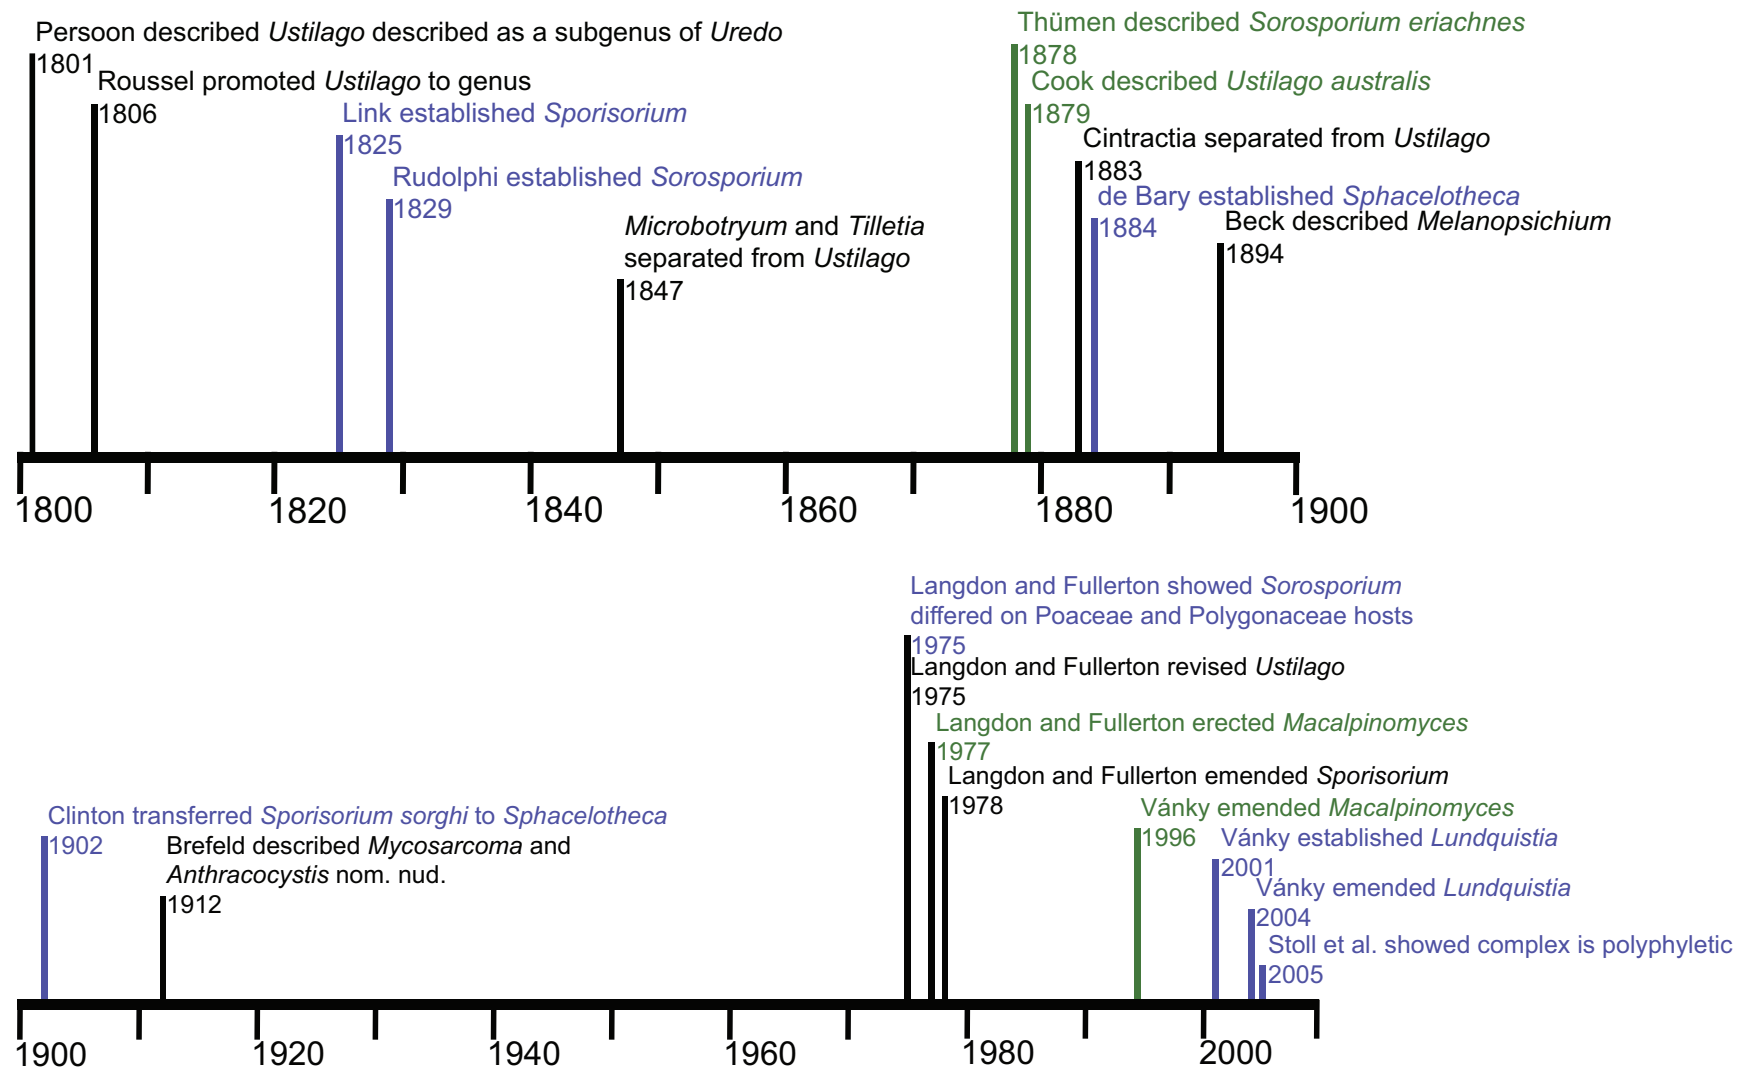 Persoon described Ustilago described as a subgenus of Uredo
1801
Roussel promoted Ustilago to genus
1806
Link established Sporisorium
1825
Rudolphi established Sorosporium
1829
Microbotryum and Tilletia
separated from Ustilago
1847
Thümen described Sorosporium eriachnes
1878
Cook described Ustilago australis
1879
Cintractia separated from Ustilago
1883
de Bary established Sphacelotheca
1884
Beck described Melanopsichium
1894
1800 1820 1840 1860 1880 1900
Langdon and Fullerton showed Sorosporium
differed on Poaceae and Polygonaceae hosts
1975
Langdon and Fullerton revised Ustilago
1975
Langdon and Fullerton erected Macalpinomyces
1977
Langdon and Fullerton emended Sporisorium
1978
Clinton transferred Sporisorium sorghi to Sphacelotheca
1902
Brefeld described Mycosarcoma and
Anthracocystis nom. nud.
1912
Vánky emended Macalpinomyces
1996
Vánky established Lundquistia
2001
Vánky emended Lundquistia
2004
Stoll et al. showed complex is polyphyletic
2005
1900 1920 1940 1960 1980 2000